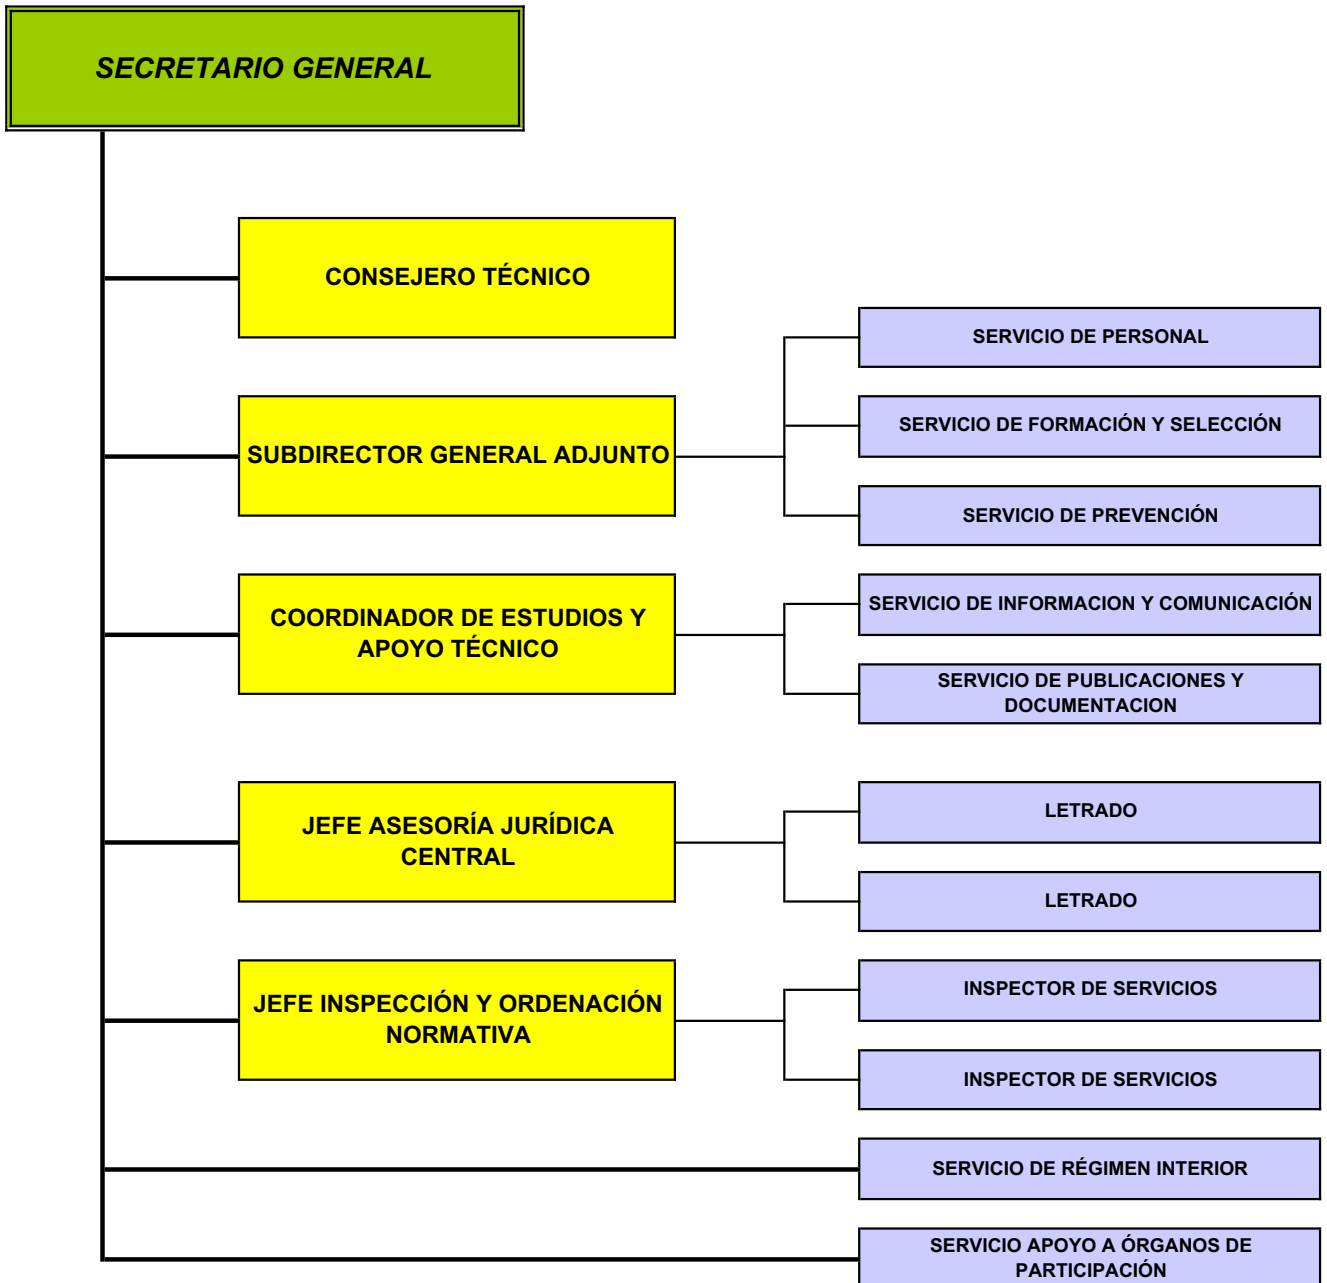 SECRETARIO GENERAL
CONSEJERO TÉCNICO
SERVICIO DE PERSONAL
SERVICIO DE FORMACIÓN Y SELECCIÓN
SUBDIRECTOR GENERAL ADJUNTO
SERVICIO DE PREVENCIÓN
COORDINADOR DE ESTUDIOS Y
APOYO TÉCNICO
SERVICIO DE INFORMACION Y COMUNICACIÓN
SERVICIO DE PUBLICACIONES Y
DOCUMENTACION
JEFE ASESORÍA JURÍDICA
CENTRAL
LETRADO
LETRADO
JEFE INSPECCIÓN Y ORDENACIÓN
NORMATIVA
INSPECTOR DE SERVICIOS
INSPECTOR DE SERVICIOS
SERVICIO DE RÉGIMEN INTERIOR
SERVICIO APOYO A ÓRGANOS DE
PARTICIPACIÓN